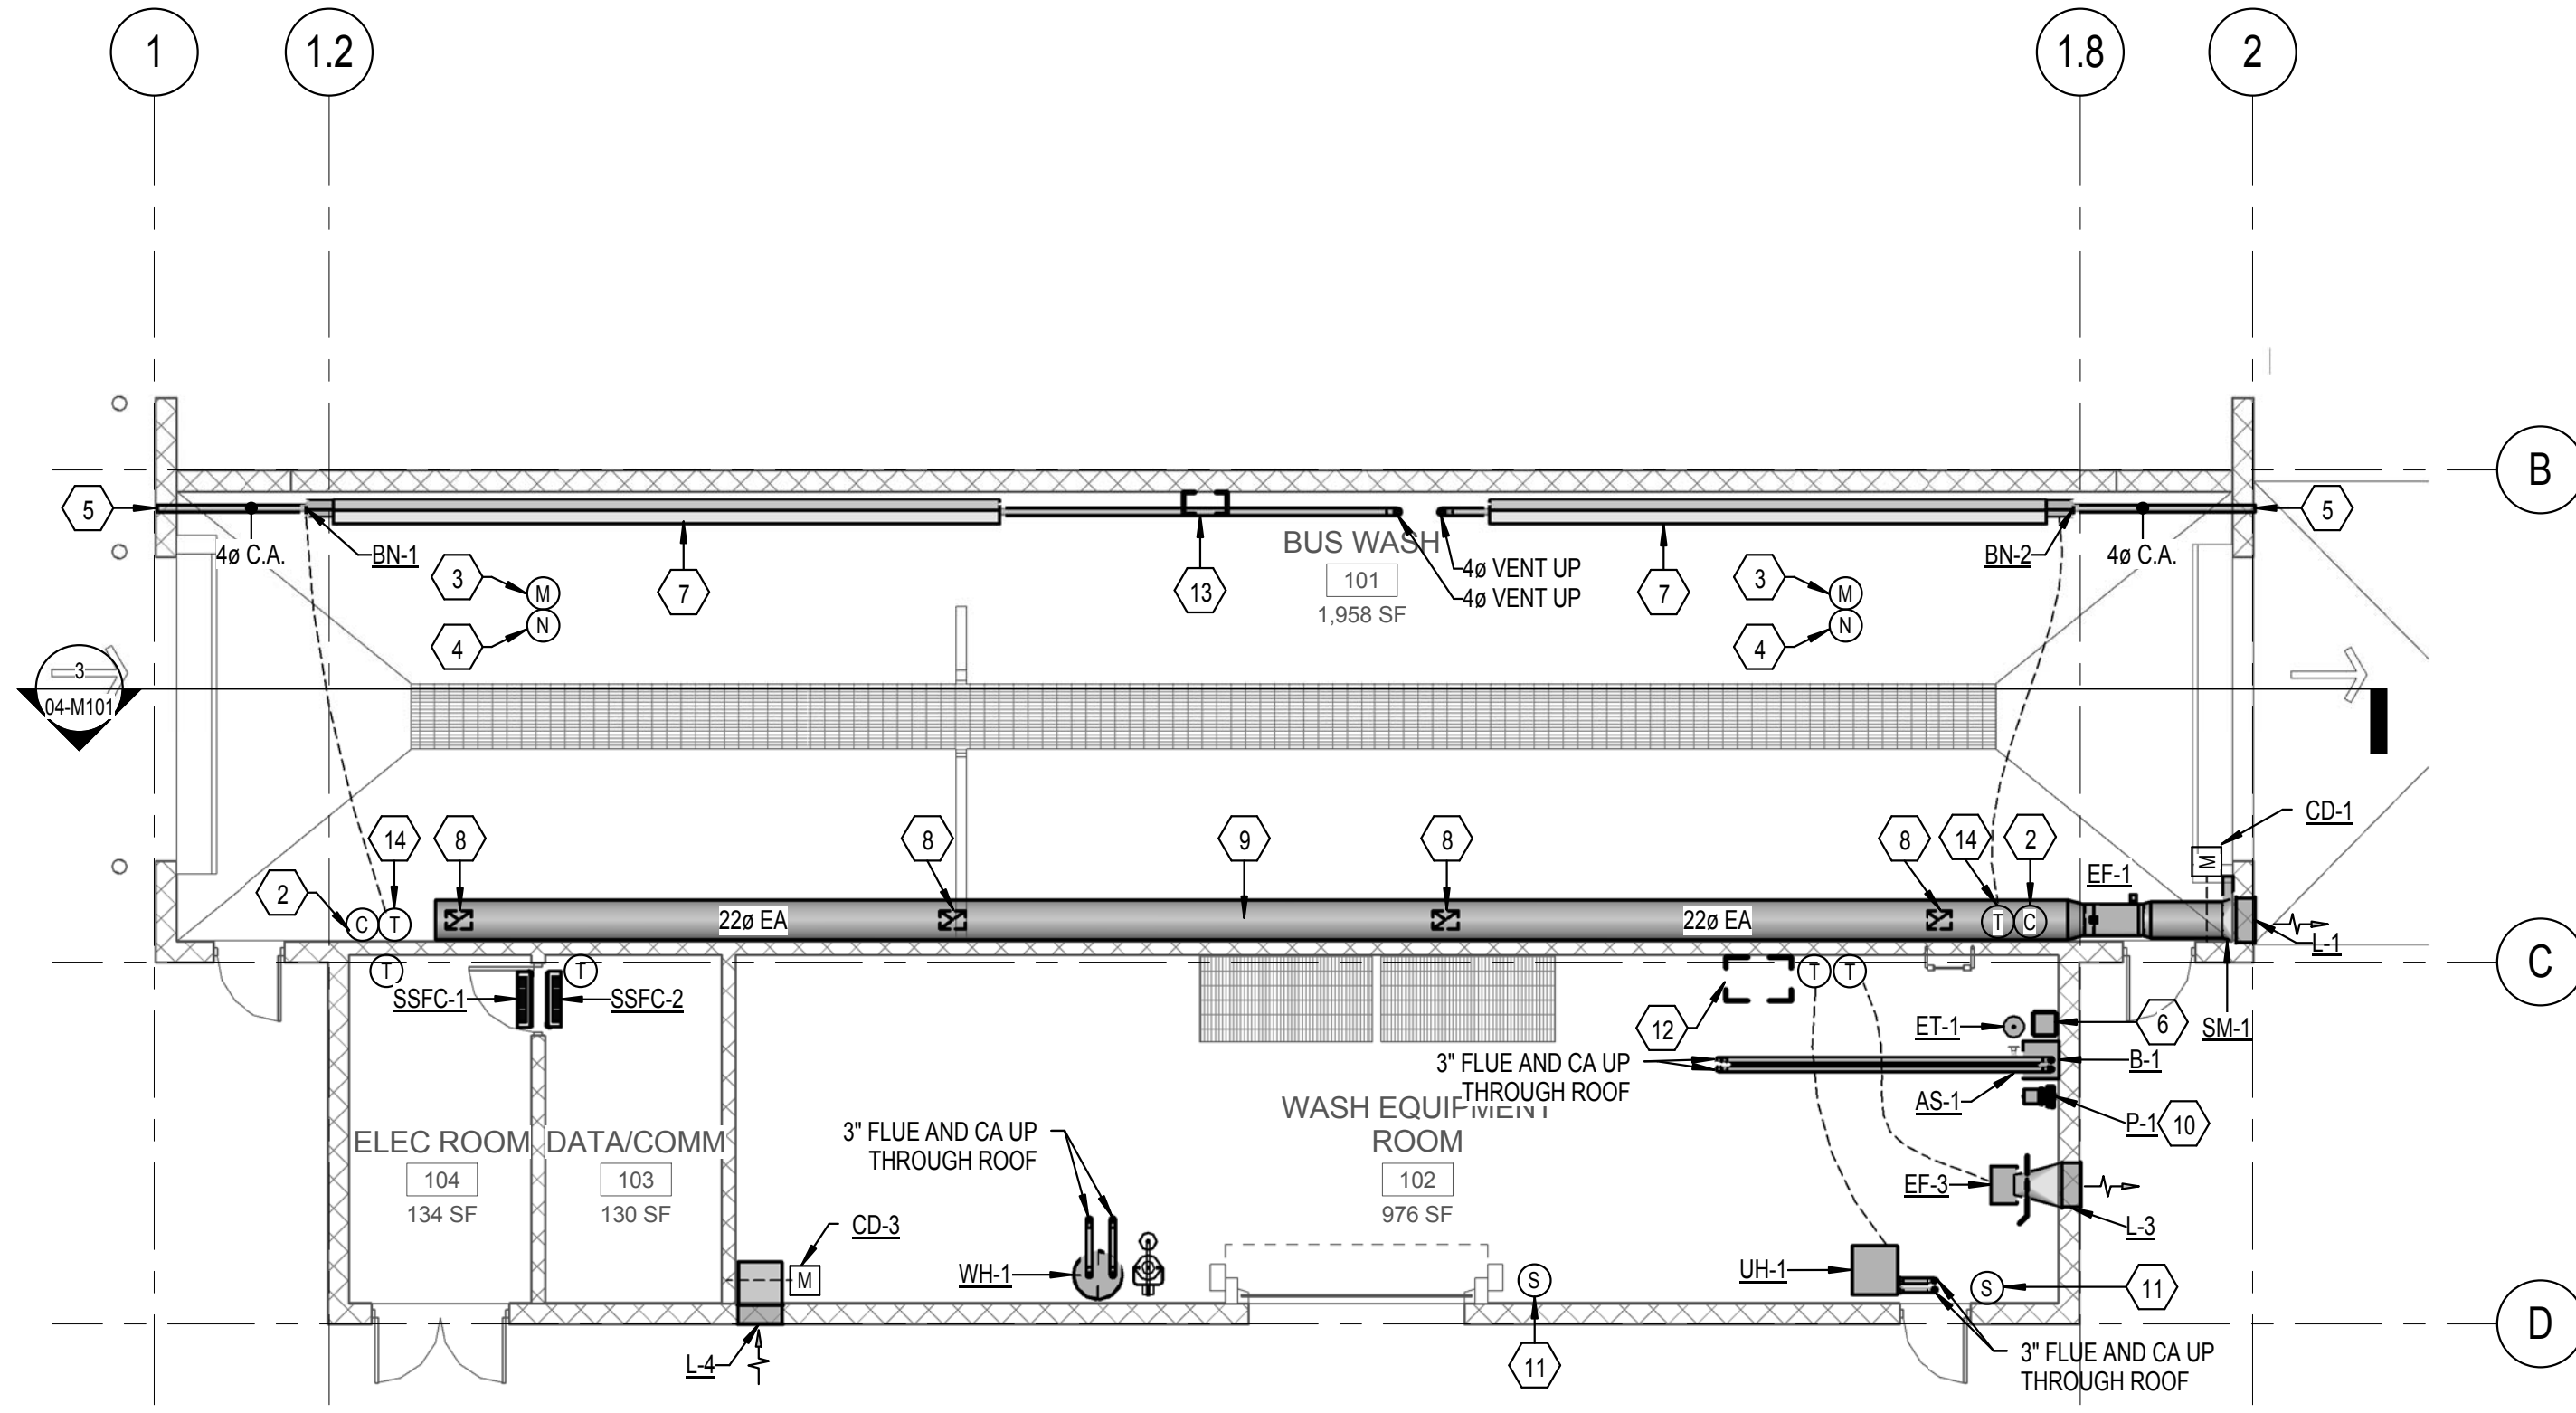 1
1.2
1.8
2
B
5
4ø C.A.
BN-1
7
13
BUS WASH
101
1,958 SF
4ø VENT UP
4ø VENT UP
7
BN-2
4ø C.A.
5
3
M
4
N
3
M
4
N
3
04-M101
CD-1
M
14
8
8
9
8
8
14
2
EF-1
2
C
T
22ø EA
22ø EA
T
C
L-1
C
T
T
SSFC-1
SSFC-2
T
T
12
ET-1
6
SM-1
3" FLUE AND CA UP
THROUGH ROOF
B-1
AS-1
P-1
10
WASH EQUIPMENT
ROOM
102
976 SF
ELEC ROOM
104
134 SF
DATA/COMM
103
130 SF
3" FLUE AND CA UP
THROUGH ROOF
EF-3
L-3
CD-3
M
WH-1
S
UH-1
S
11
D
L-4
11
3" FLUE AND CA UP
THROUGH ROOF